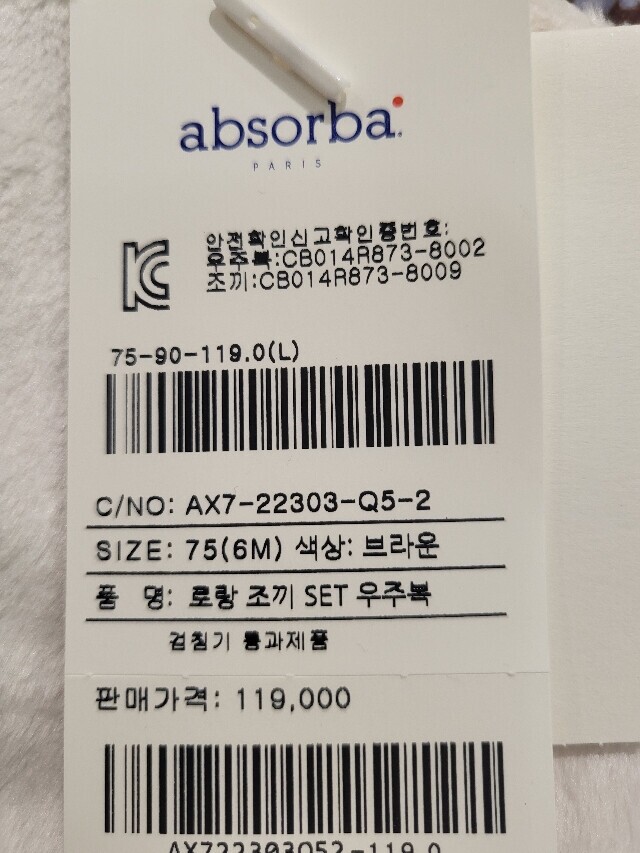 absorba
PARIS
안전확인신고확인증번호:
우주복:CB014R873-8002
조끼:CB014R873-8009
75-90-119.0(L)
C/NO: AX7-22303-Q5-2
SIZE: 75(6M) 색상: 브라운
품 명: 로랑 조끼 SET 우주복
검침기 통과제품
판매가격: 119,000
AX722303Q52-119.0